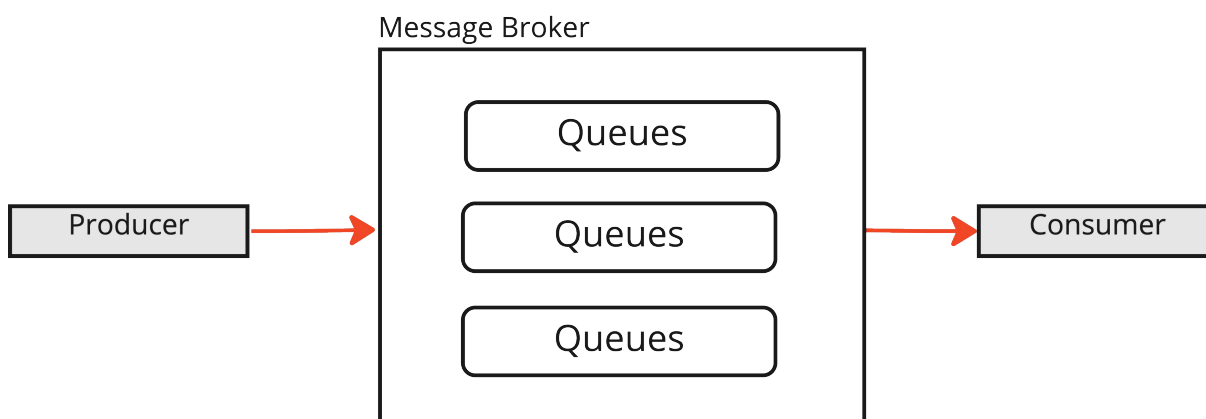 Message Broker
Queues
Producer
Queues
Consumer
Queues